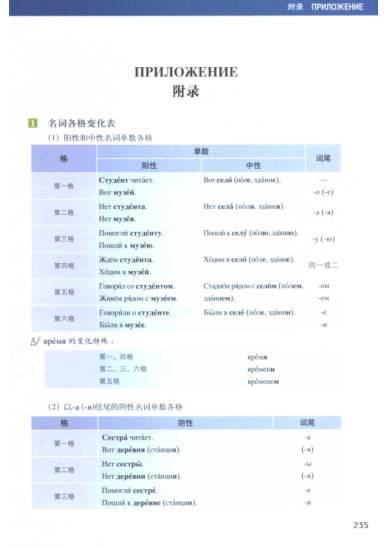 附录 ПРИЛОЖЕНИЕ
ПРИЛОЖЕНИЕ
附录
1 名词各格变化表
(1) 阳性和中性名词单数各格
格 单数 词尾
阳性 中性
第一格 Студе́нт чита́ет. Вот село́ (по́ле, зда́ние). —
Вот музе́й. -о (-е)
第二格 Нет студе́нта. Нет села́ (по́ля, зда́ния). -а (-я)
Нет музе́я.
第三格 Помогли́ студе́нту. Пошли́ к селу́ (по́лю, зда́нию). -у (-ю)
Пошли́ к музе́ю.
第四格 Ждём студе́нта. Хо́дим в село́ (по́ле, зда́ние). 同一或二
Хо́дим в музе́й.
第五格 Говори́л со студе́нтом. Стадио́н ря́дом с село́м (по́лем, -ом
Живём ря́дом с музе́ем. зда́нием). -ем
第六格 Говори́ли о студе́нте. Бы́ли в селе́ (по́ле, зда́нии). -е
Бы́ли в музе́е. -и
вре́мя 的变化特殊：
第一、四格 вре́мя
第二、三、六格 вре́мени
第五格 вре́менем
(2) 以-а (-я)结尾的阴性名词单数各格
格 阴性 词尾
第一格 Сестра́ чита́ет. -а
Вот дере́вня (ста́нция). (-я)
第二格 Нет сестры́. -ы
Нет дере́вни (ста́нции). (-и)
第三格 Помогли́ сестре́. -е
Пошли́ к дере́вне (ста́нции). -и
235